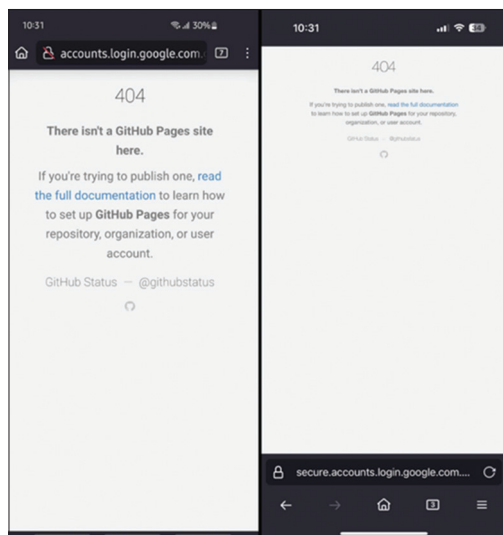 10:31
30%
accounts.login.google.com.
7
404
There isn't a GitHub Pages site
here.
If you're trying to publish one, read
the full documentation to learn how
to set up GitHub Pages for your
repository, organization, or user
account.
GitHub Status — @githubstatus
10:31
404
There isn't a GitHub Pages site here.
If you're trying to publish one, read the full documentation
to learn how to set up GitHub Pages for your repository,
organization, or user account.
GitHub Status — @githubstatus
secure.accounts.login.google.com....
3